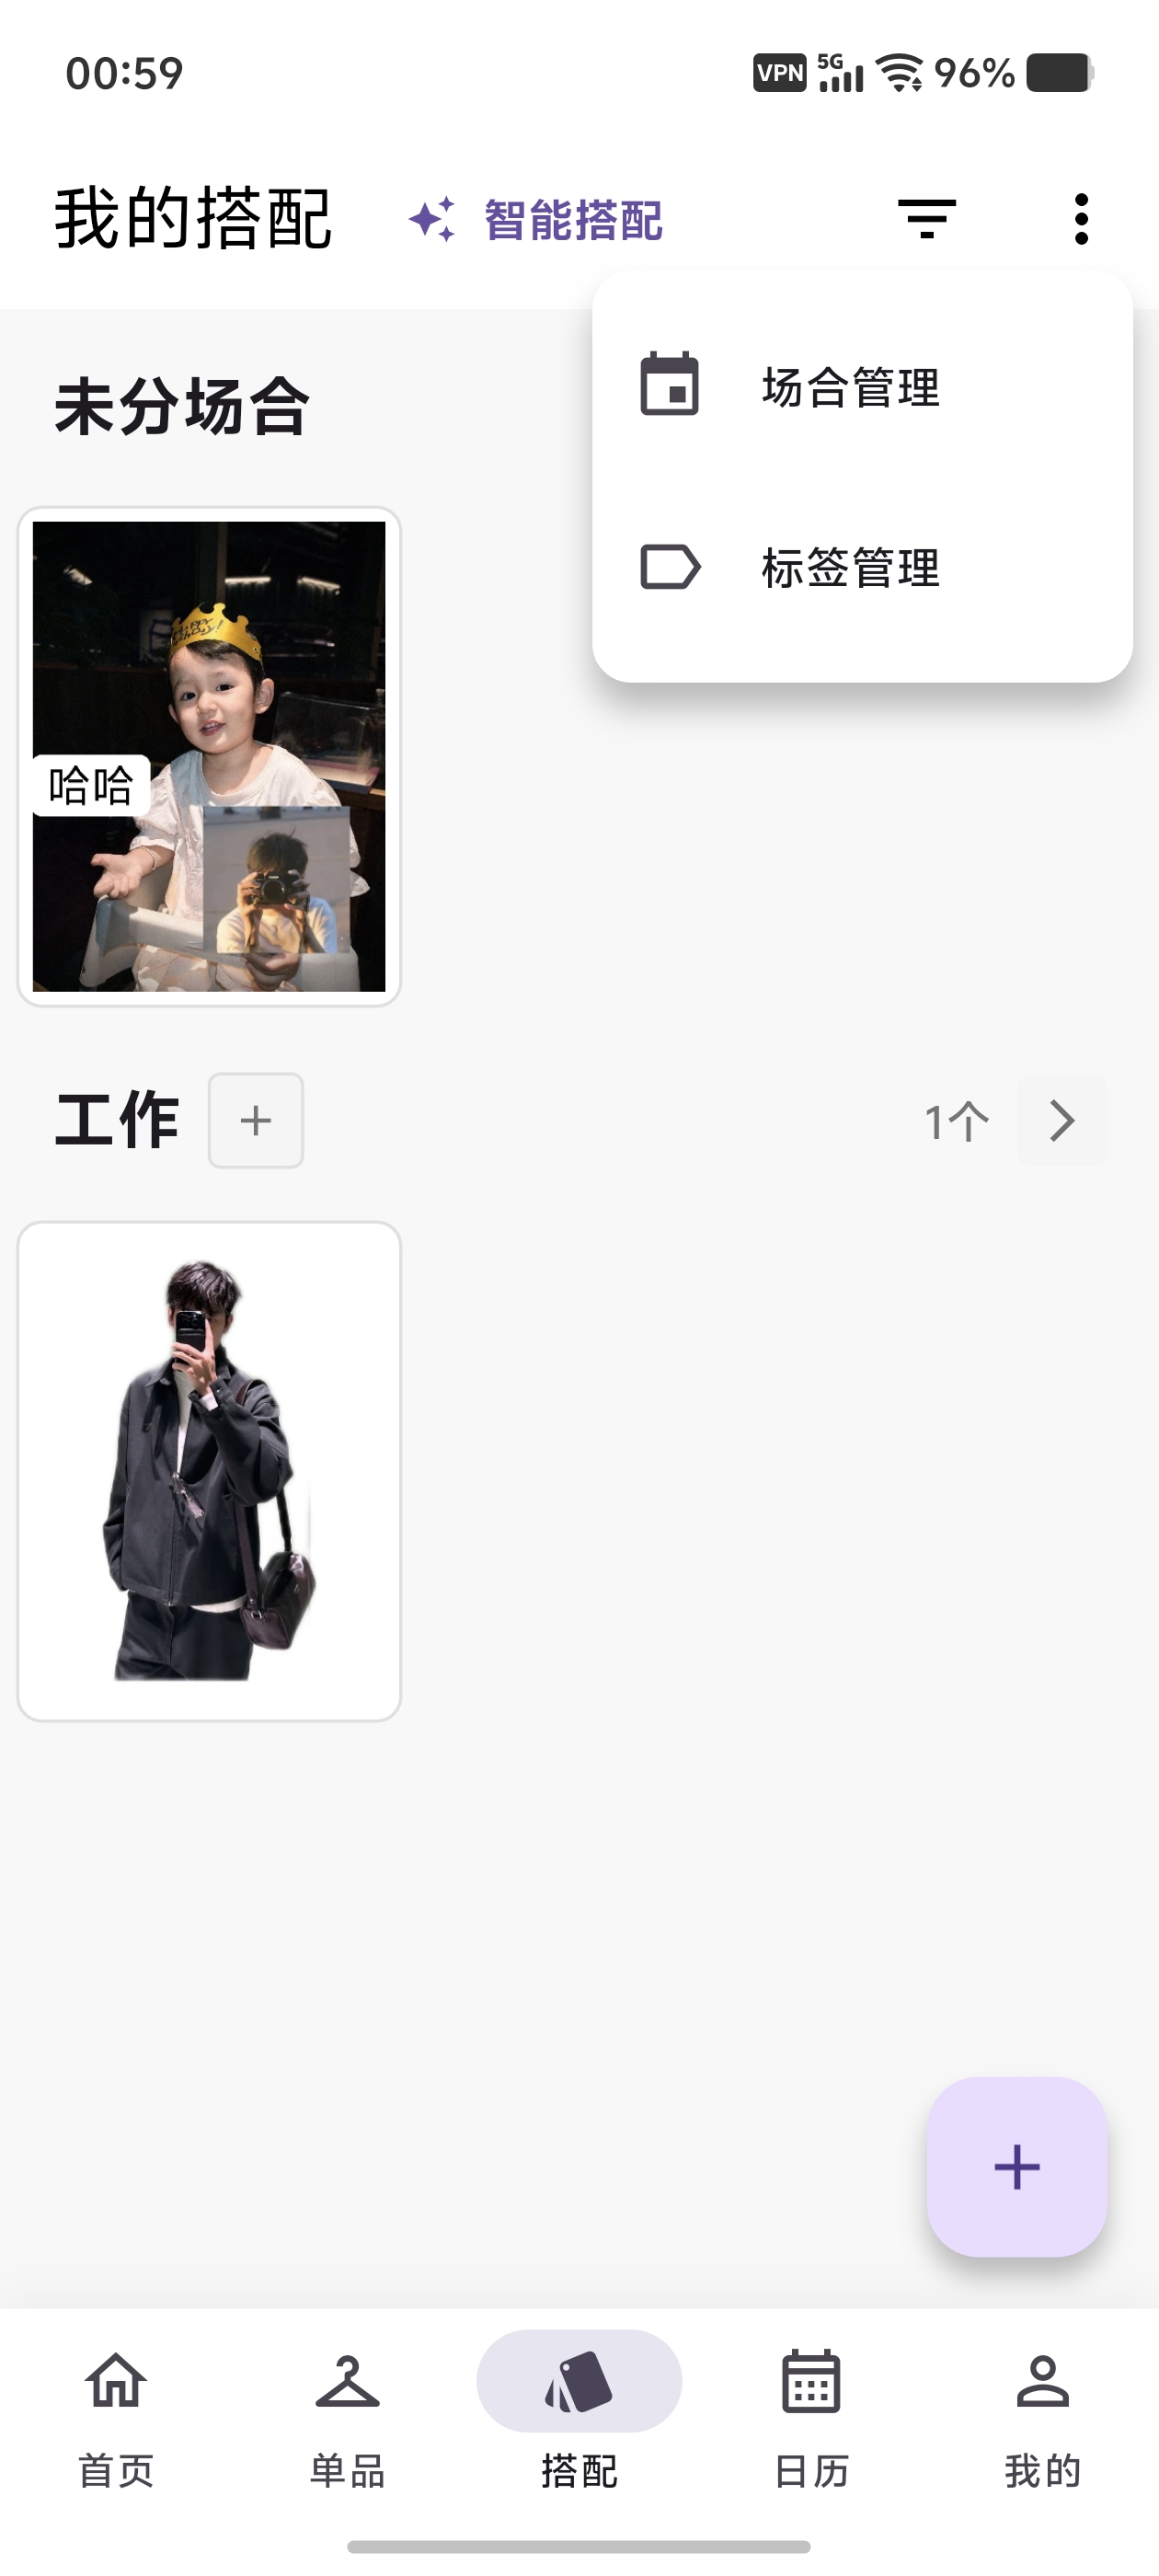 00:59
VPN 5G 96%
我的搭配
智能搭配
场合管理
标签管理
未分场合
哈哈
工作
1个
首页
单品
搭配
日历
我的